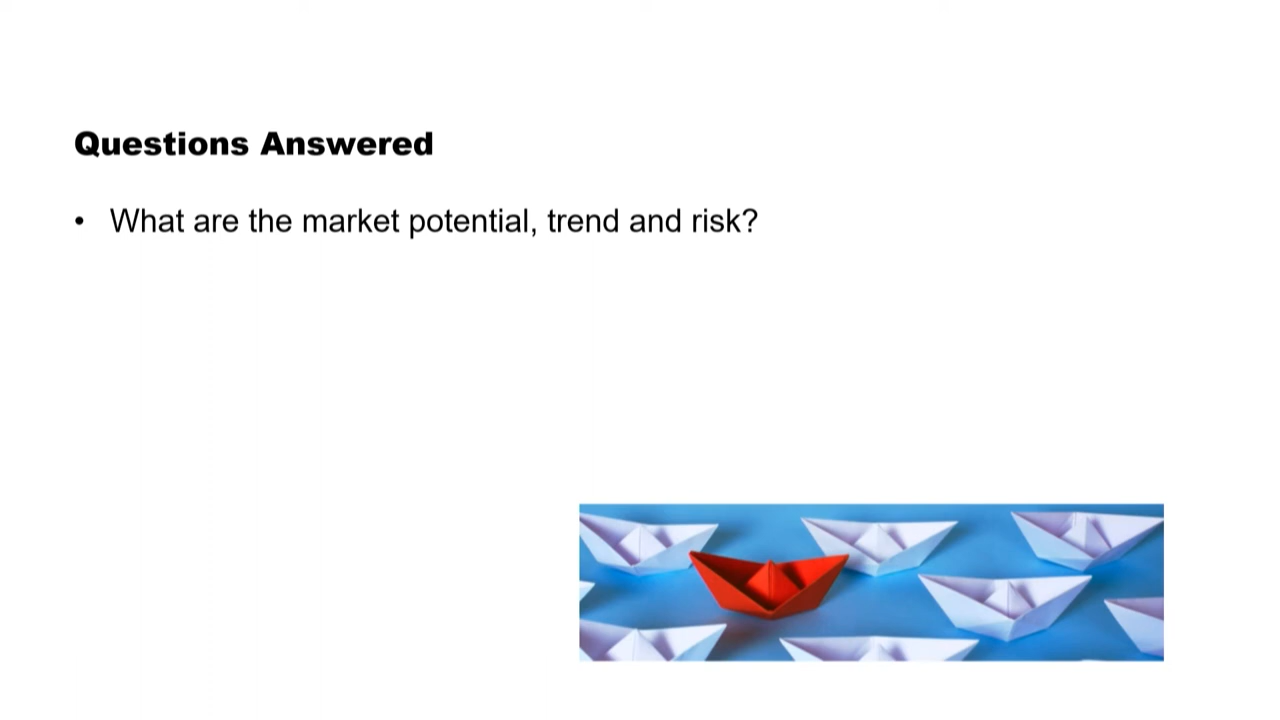 Questions Answered
• What are the market potential, trend and risk?